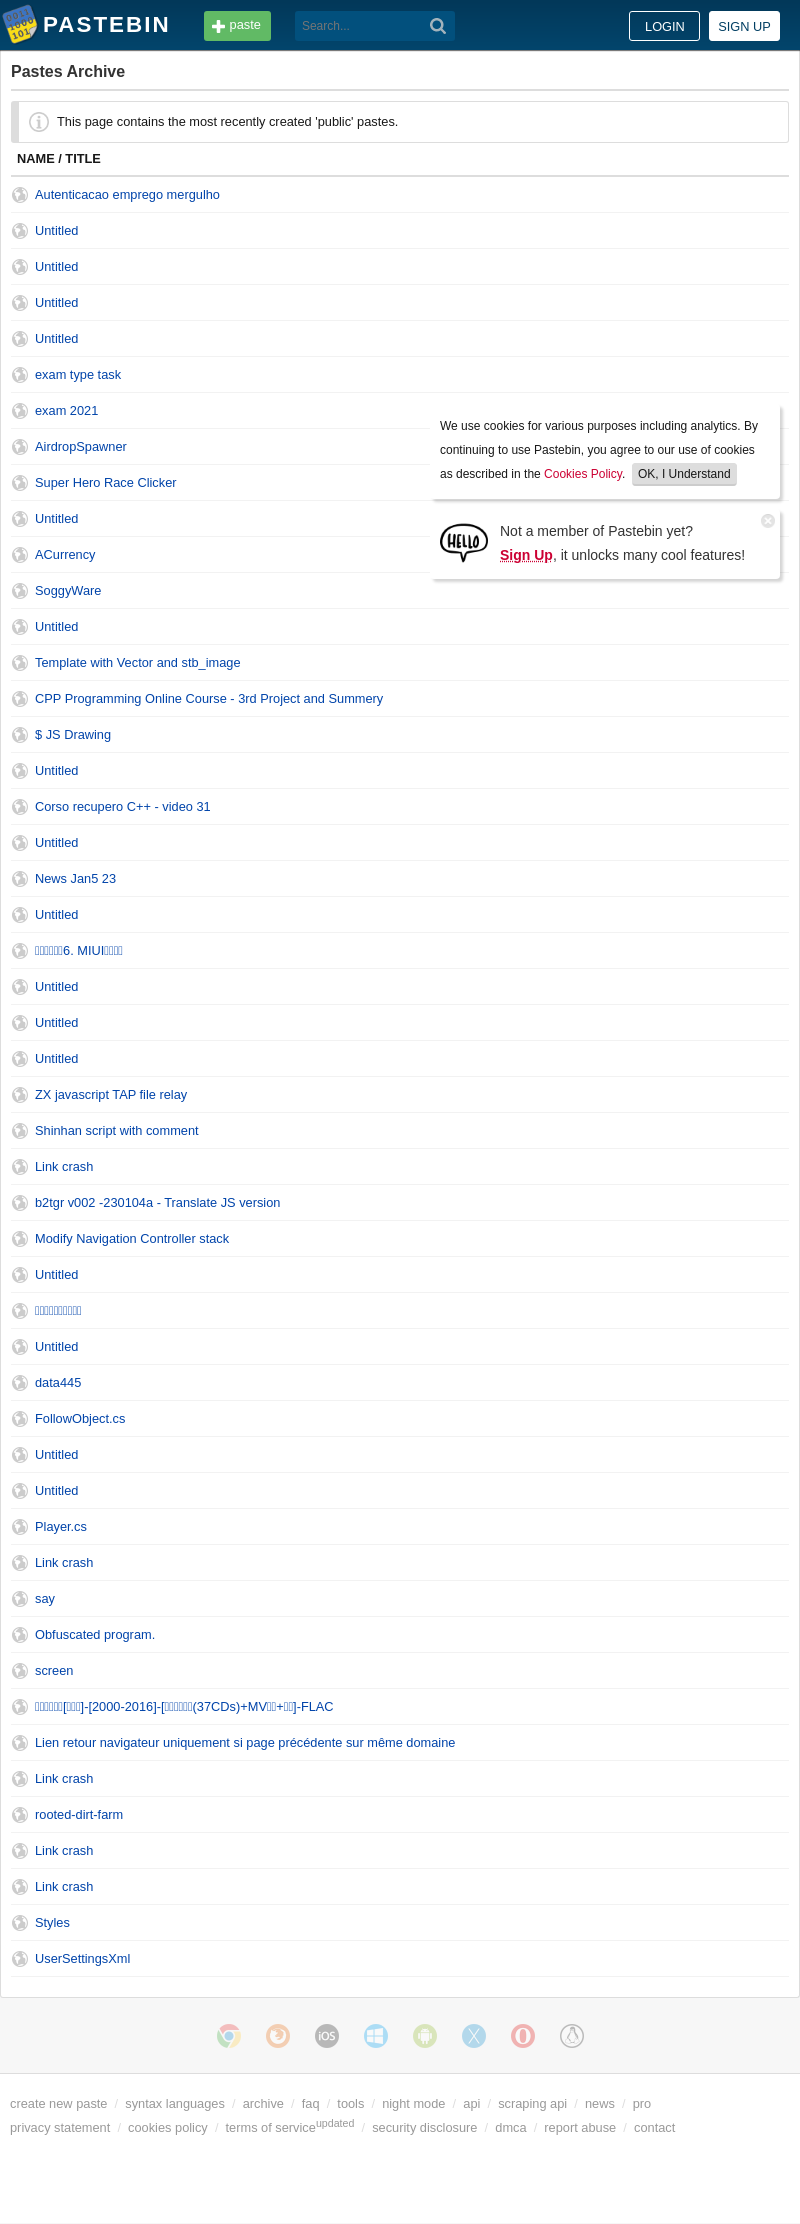 PASTEBIN
paste
Search...
LOGIN
SIGN UP
Pastes Archive
This page contains the most recently created 'public' pastes.
NAME / TITLE
Autenticacao emprego mergulho
Untitled
Untitled
Untitled
Untitled
exam type task
exam 2021
AirdropSpawner
Super Hero Race Clicker
Untitled
ACurrency
SoggyWare
We use cookies for various purposes including analytics. By
continuing to use Pastebin, you agree to our use of cookies
as described in the Cookies Policy. OK, I Understand
HELLO
Not a member of Pastebin yet?
Sign Up, it unlocks many cool features!
Untitled
Template with Vector and stb_image
CPP Programming Online Course - 3rd Project and Summery
$ JS Drawing
Untitled
Corso recupero C++ - video 31
Untitled
News Jan5 23
Untitled
6. MIUI
Untitled
Untitled
Untitled
ZX javascript TAP file relay
Shinhan script with comment
Link crash
b2tgr v002 -230104a - Translate JS version
Modify Navigation Controller stack
Untitled
Untitled
data445
FollowObject.cs
Untitled
Untitled
Player.cs
Link crash
say
Obfuscated program.
screen
[]-[2000-2016]-[(37CDs)+MV+]-FLAC
Lien retour navigateur uniquement si page précédente sur même domaine
Link crash
rooted-dirt-farm
Link crash
Link crash
Styles
UserSettingsXml
iOS
create new paste / syntax languages / archive / faq / tools / night mode / api / scraping api / news / pro
privacy statement / cookies policy / terms of service updated / security disclosure / dmca / report abuse / contact